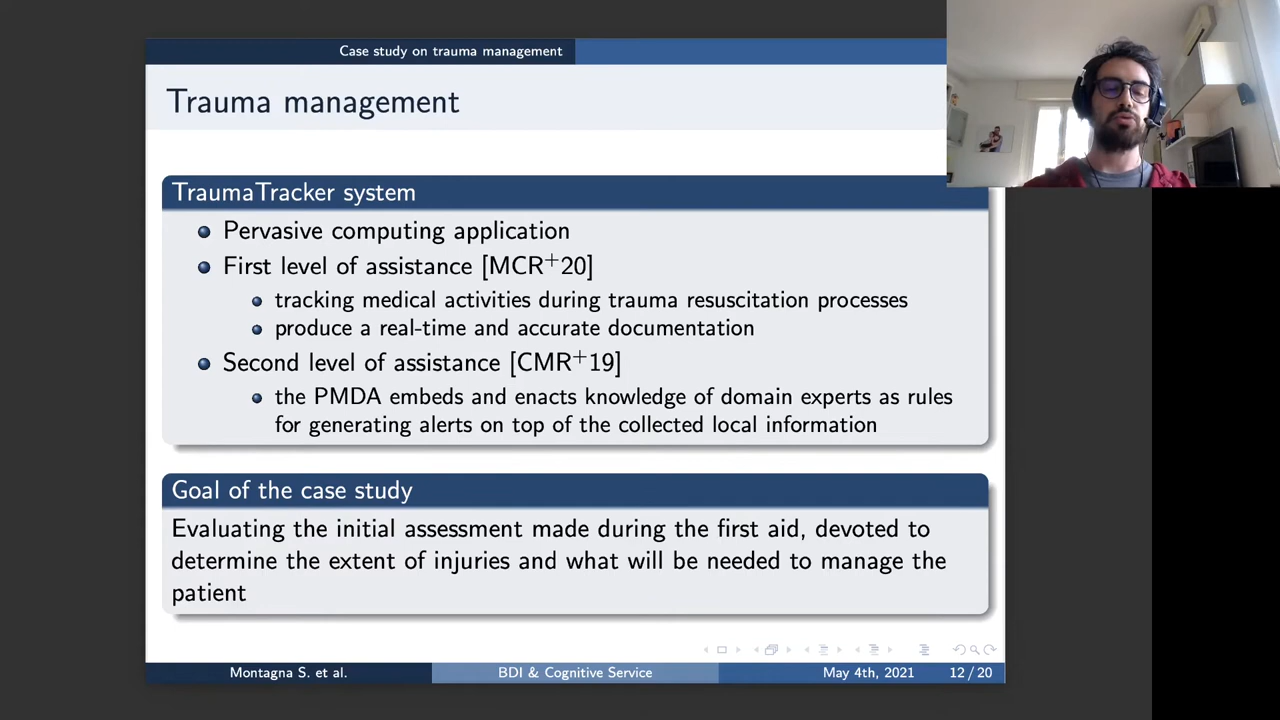 Case study on trauma management
Trauma management
TraumaTracker system
Pervasive computing application
First level of assistance [MCR+20]
tracking medical activities during trauma resuscitation processes
produce a real-time and accurate documentation
Second level of assistance [CMR+19]
the PMDA embeds and enacts knowledge of domain experts as rules
for generating alerts on top of the collected local information
Goal of the case study
Evaluating the initial assessment made during the first aid, devoted to
determine the extent of injuries and what will be needed to manage the
patient
Montagna S. et al.
BDI & Cognitive Service
May 4th, 2021
12 / 20